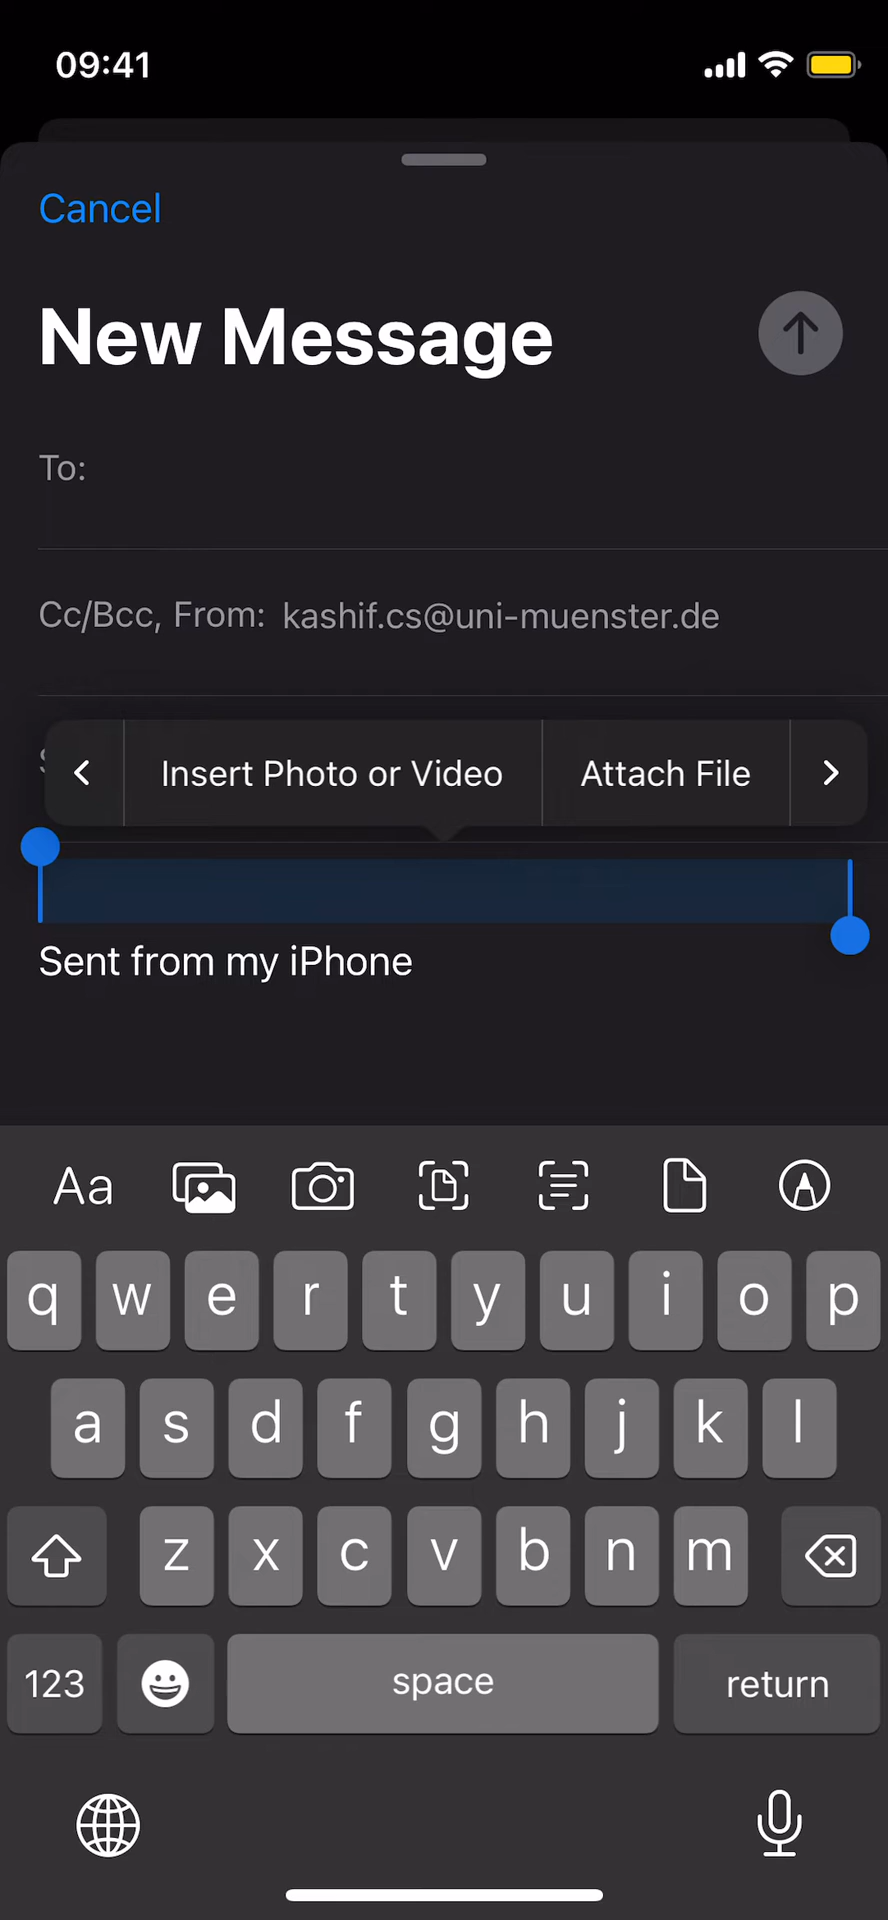 09:41
Cancel
New Message
To:
Cc/Bcc, From: kashif.cs@uni-muenster.de
Insert Photo or Video Attach File
Sent from my iPhone
Aa
q w e r t y u i o p
a s d f g h j k l
z x c v b n m
123 space return